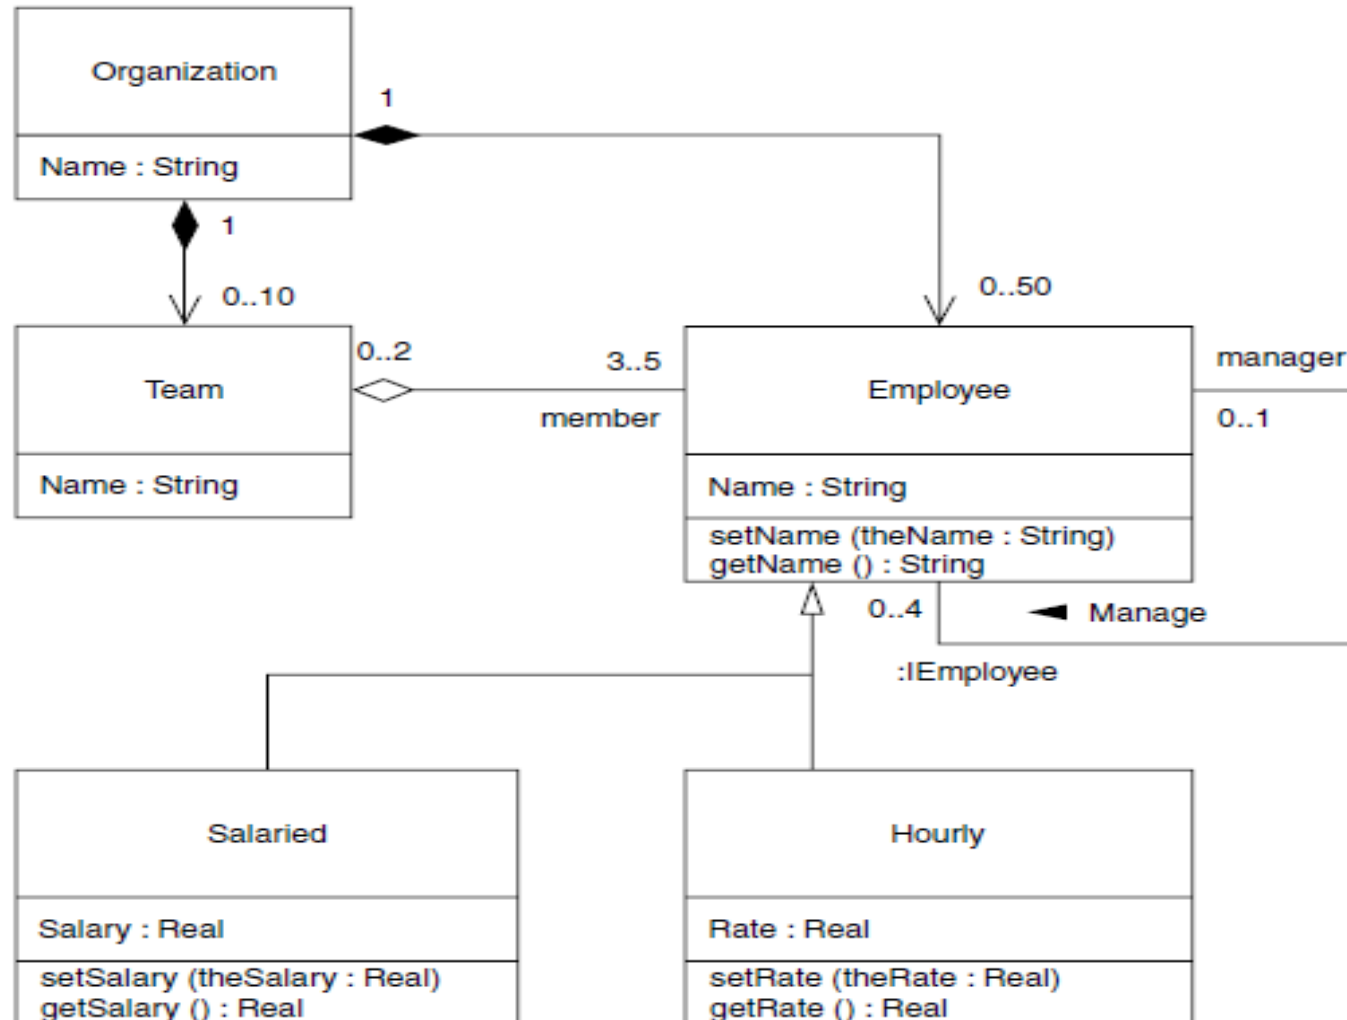 Organization
1
Name : String
1
0..10
0..50
0..2
3..5
manager
Team
Employee
member
0..1
Name : String
Name : String
setName (theName : String)
getName () : String
0..4
Manage
:IEmployee
Salaried
Hourly
Salary : Real
Rate : Real
setSalary (theSalary : Real)
setRate (theRate : Real)
getSalary () : Real
getRate () : Real